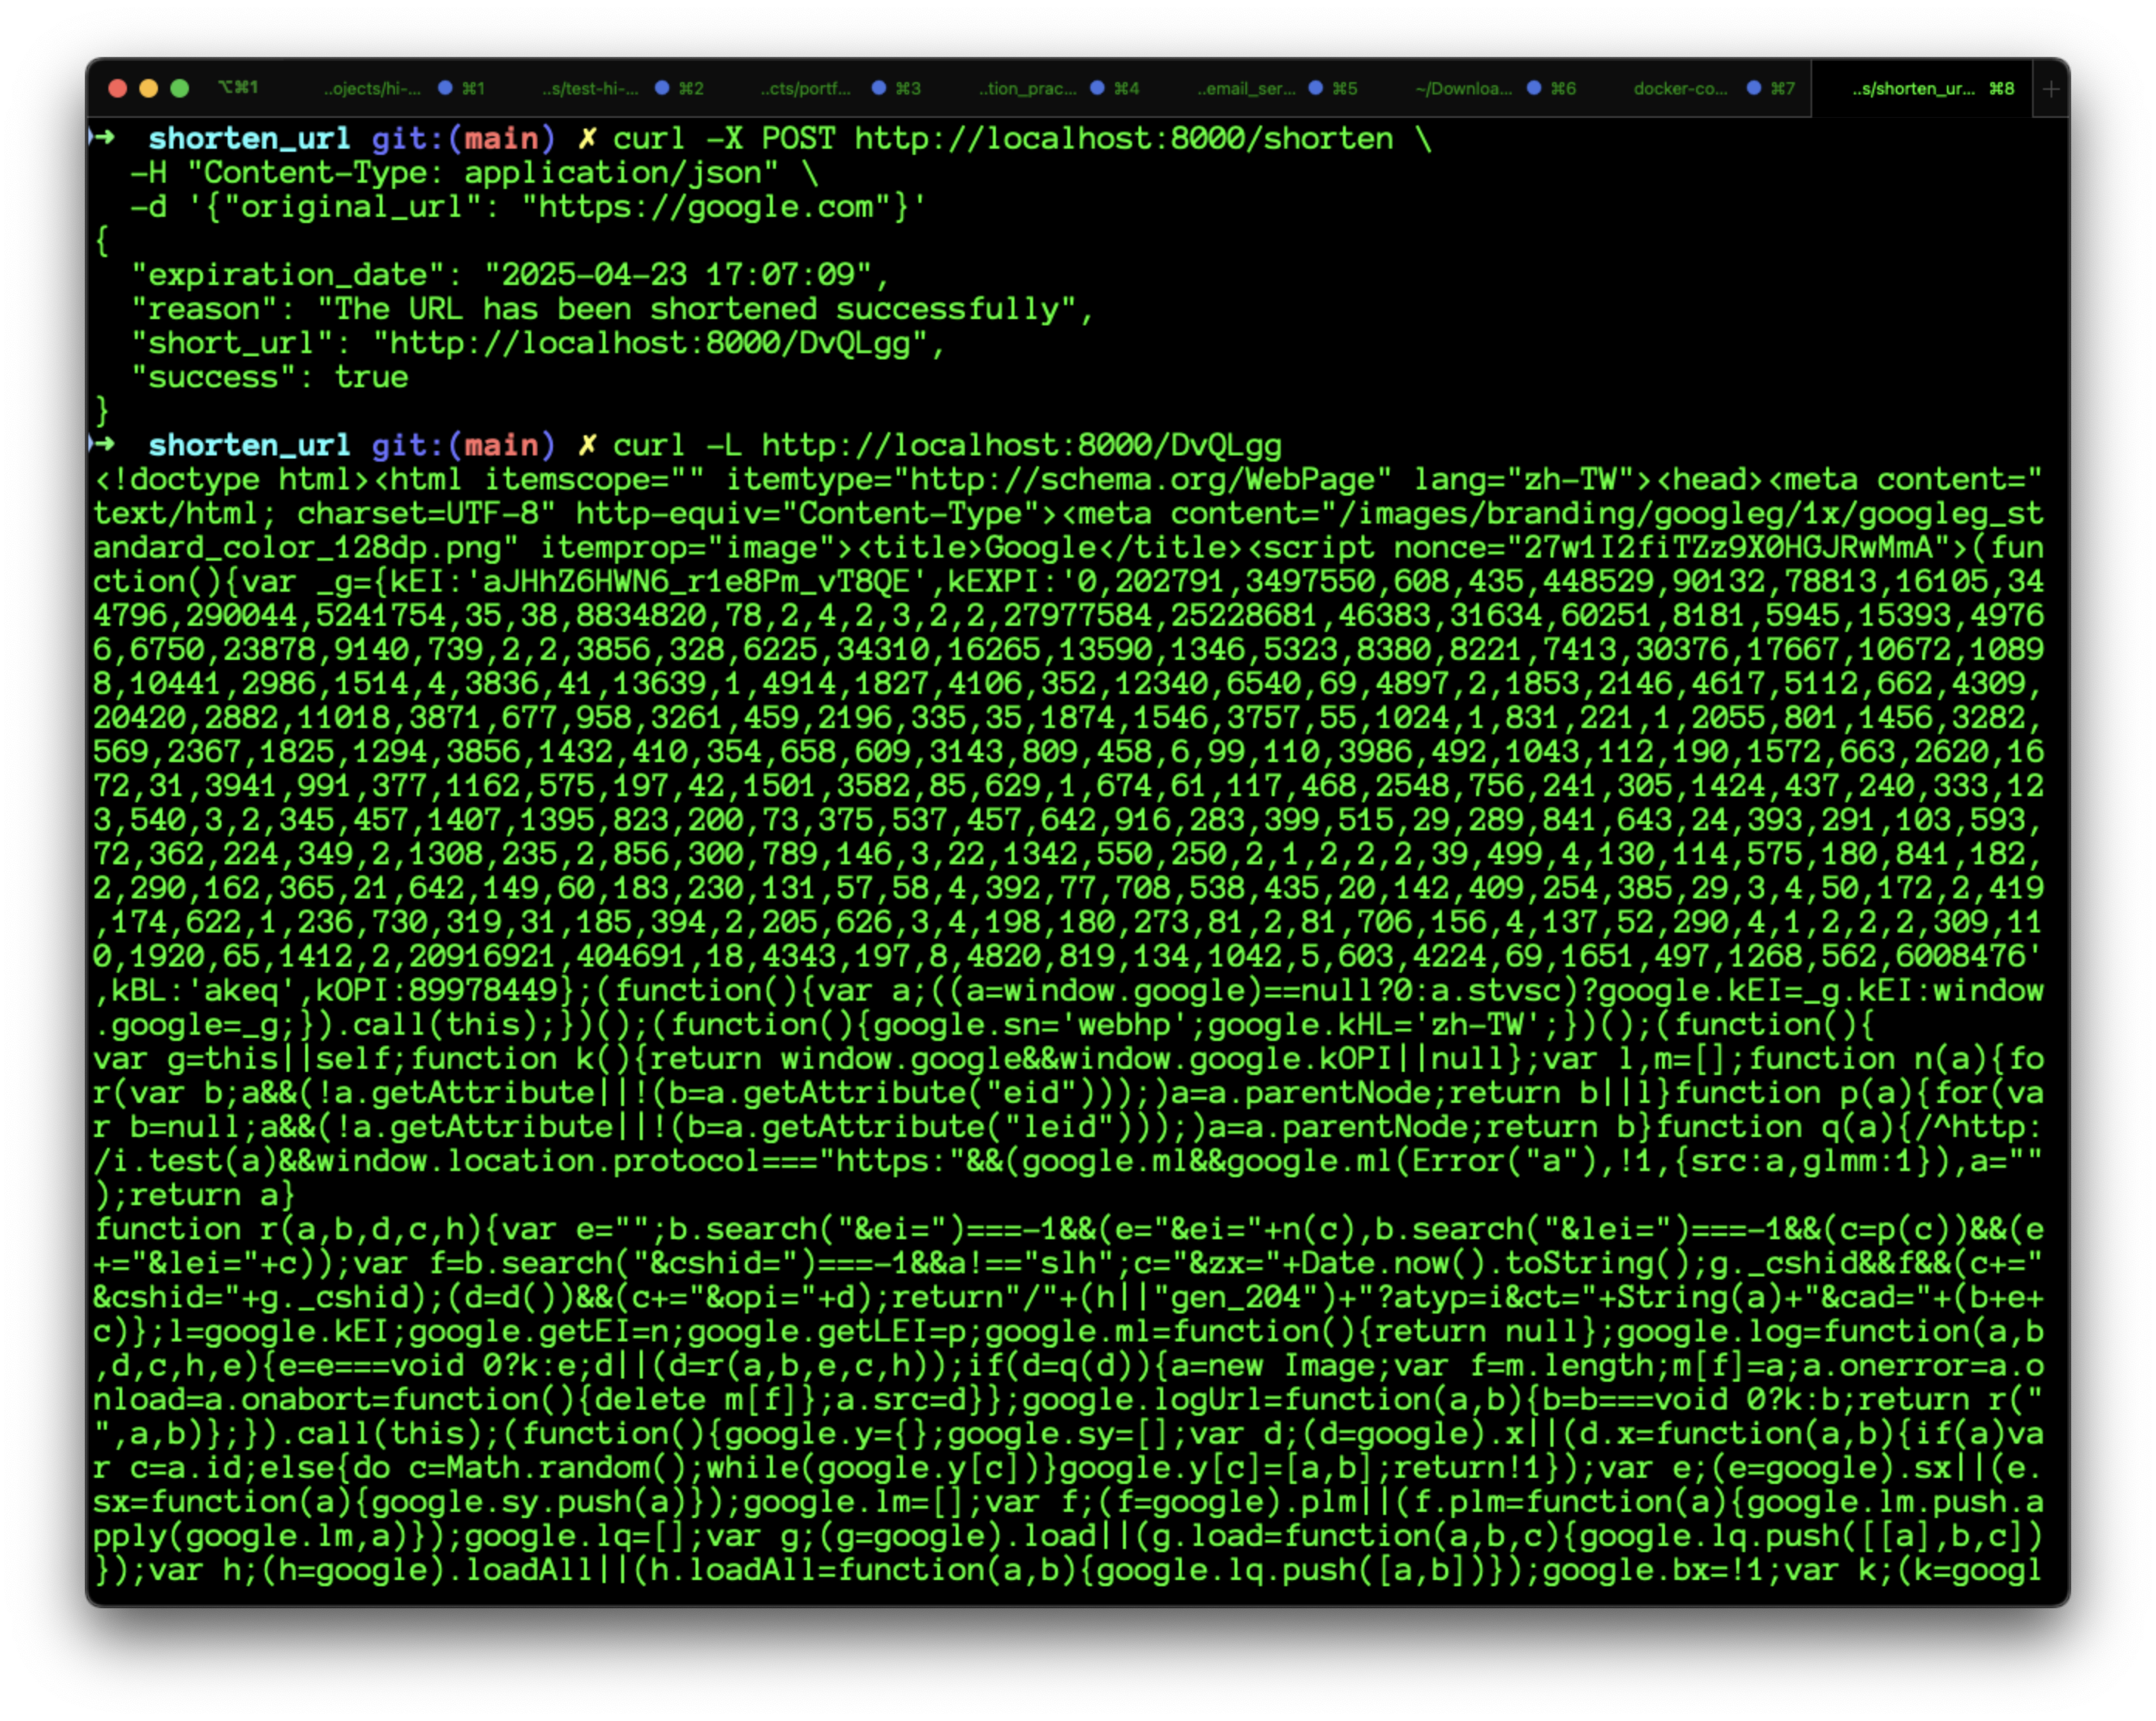 ⌥⌘1 ..ojects/hi-... ⌘1 ..s/test-hi-... ⌘2 ..cts/portf... ⌘3 ..tion_prac... ⌘4 ..email_ser... ⌘5 ~/Downloa... ⌘6 docker-co... ⌘7 ..s/shorten_ur... ⌘8 +
➜ shorten_url git:(main) ✗ curl -X POST http://localhost:8000/shorten \
-H "Content-Type: application/json" \
-d '{"original_url": "https://google.com"}'
{
"expiration_date": "2025-04-23 17:07:09",
"reason": "The URL has been shortened successfully",
"short_url": "http://localhost:8000/DvQLgg",
"success": true
}
➜ shorten_url git:(main) ✗ curl -L http://localhost:8000/DvQLgg
<!doctype html><html itemscope="" itemtype="http://schema.org/WebPage" lang="zh-TW"><head><meta content="
text/html; charset=UTF-8" http-equiv="Content-Type"><meta content="/images/branding/googleg/1x/googleg_st
andard_color_128dp.png" itemprop="image"><title>Google</title><script nonce="27w1I2fiTZz9X0HGJRwMmA">(fun
ction(){var _g={kEI:'aJHhZ6HWN6_r1e8Pm_vT8QE',kEXPI:'0,202791,3497550,608,435,448529,90132,78813,16105,34
4796,290044,5241754,35,38,8834820,78,2,4,2,3,2,2,27977584,25228681,46383,31634,60251,8181,5945,15393,4976
6,6750,23878,9140,739,2,2,3856,328,6225,34310,16265,13590,1346,5323,8380,8221,7413,30376,17667,10672,1089
8,10441,2986,1514,4,3836,41,13639,1,4914,1827,4106,352,12340,6540,69,4897,2,1853,2146,4617,5112,662,4309,
20420,2882,11018,3871,677,958,3261,459,2196,335,35,1874,1546,3757,55,1024,1,831,221,1,2055,801,1456,3282,
569,2367,1825,1294,3856,1432,410,354,658,609,3143,809,458,6,99,110,3986,492,1043,112,190,1572,663,2620,16
72,31,3941,991,377,1162,575,197,42,1501,3582,85,629,1,674,61,117,468,2548,756,241,305,1424,437,240,333,12
3,540,3,2,345,457,1407,1395,823,200,73,375,537,457,642,916,283,399,515,29,289,841,643,24,393,291,103,593,
72,362,224,349,2,1308,235,2,856,300,789,146,3,22,1342,550,250,2,1,2,2,2,39,499,4,130,114,575,180,841,182,
2,290,162,365,21,642,149,60,183,230,131,57,58,4,392,77,708,538,435,20,142,409,254,385,29,3,4,50,172,2,419
,174,622,1,236,730,319,31,185,394,2,205,626,3,4,198,180,273,81,2,81,706,156,4,137,52,290,4,1,2,2,2,309,11
0,1920,65,1412,2,20916921,404691,18,4343,197,8,4820,819,134,1042,5,603,4224,69,1651,497,1268,562,6008476'
,kBL:'akeq',kOPI:89978449};(function(){var a;((a=window.google)==null?0:a.stvsc)?google.kEI=_g.kEI:window
.google=_g;}).call(this);})();(function(){google.sn='webhp';google.kHL='zh-TW';})();(function(){
var g=this||self;function k(){return window.google&&window.google.kOPI||null};var l,m=[];function n(a){fo
r(var b;a&&(!a.getAttribute||!(b=a.getAttribute("eid")));)a=a.parentNode;return b||l}function p(a){for(va
r b=null;a&&(!a.getAttribute||!(b=a.getAttribute("leid")));)a=a.parentNode;return b}function q(a){/^http:
/i.test(a)&&window.location.protocol==="https:"&&(google.ml&&google.ml(Error("a"),!1,{src:a,glmm:1}),a=""
);return a}
function r(a,b,d,c,h){var e="";b.search("&ei=")===-1&&(e="&ei="+n(c),b.search("&lei=")===-1&&(c=p(c))&&(e
+="&lei="+c));var f=b.search("&cshid=")===-1&&a!=="slh";c="&zx="+Date.now().toString();g._cshid&&f&&(c+="
&cshid="+g._cshid);(d=d())&&(c+="&opi="+d);return"/"+(h||"gen_204")+"?atyp=i&ct="+String(a)+"&cad="+(b+e+
c)};l=google.kEI;google.getEI=n;google.getLEI=p;google.ml=function(){return null};google.log=function(a,b
,d,c,h,e){e=e===void 0?k:e;d||(d=r(a,b,e,c,h));if(d=q(d)){a=new Image;var f=m.length;m[f]=a;a.onerror=a.o
nload=a.onabort=function(){delete m[f]};a.src=d}};google.logUrl=function(a,b){b=b===void 0?k:b;return r("
",a,b)};}).call(this);(function(){google.y={};google.sy=[];var d;(d=google).x||(d.x=function(a,b){if(a)va
r c=a.id;else{do c=Math.random();while(google.y[c])}google.y[c]=[a,b];return!1});var e;(e=google).sx||(e.
sx=function(a){google.sy.push(a)});google.lm=[];var f;(f=google).plm||(f.plm=function(a){google.lm.push.a
pply(google.lm,a)});google.lq=[];var g;(g=google).load||(g.load=function(a,b,c){google.lq.push([[a],b,c])
});var h;(h=google).loadAll||(h.loadAll=function(a,b){google.lq.push([a,b])});google.bx=!1;var k;(k=googl